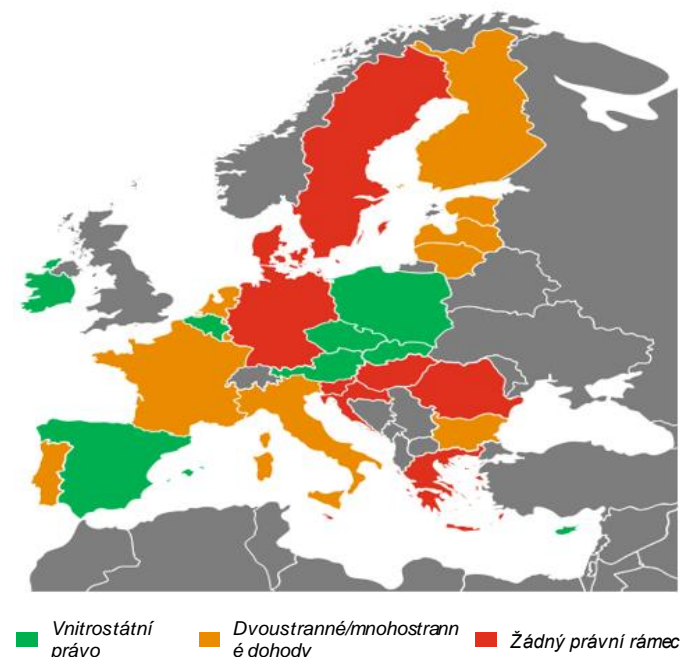 Vnitrostátní
právo
Dvoustranné/mnohostrann
é dohody
Žádný právní rámec